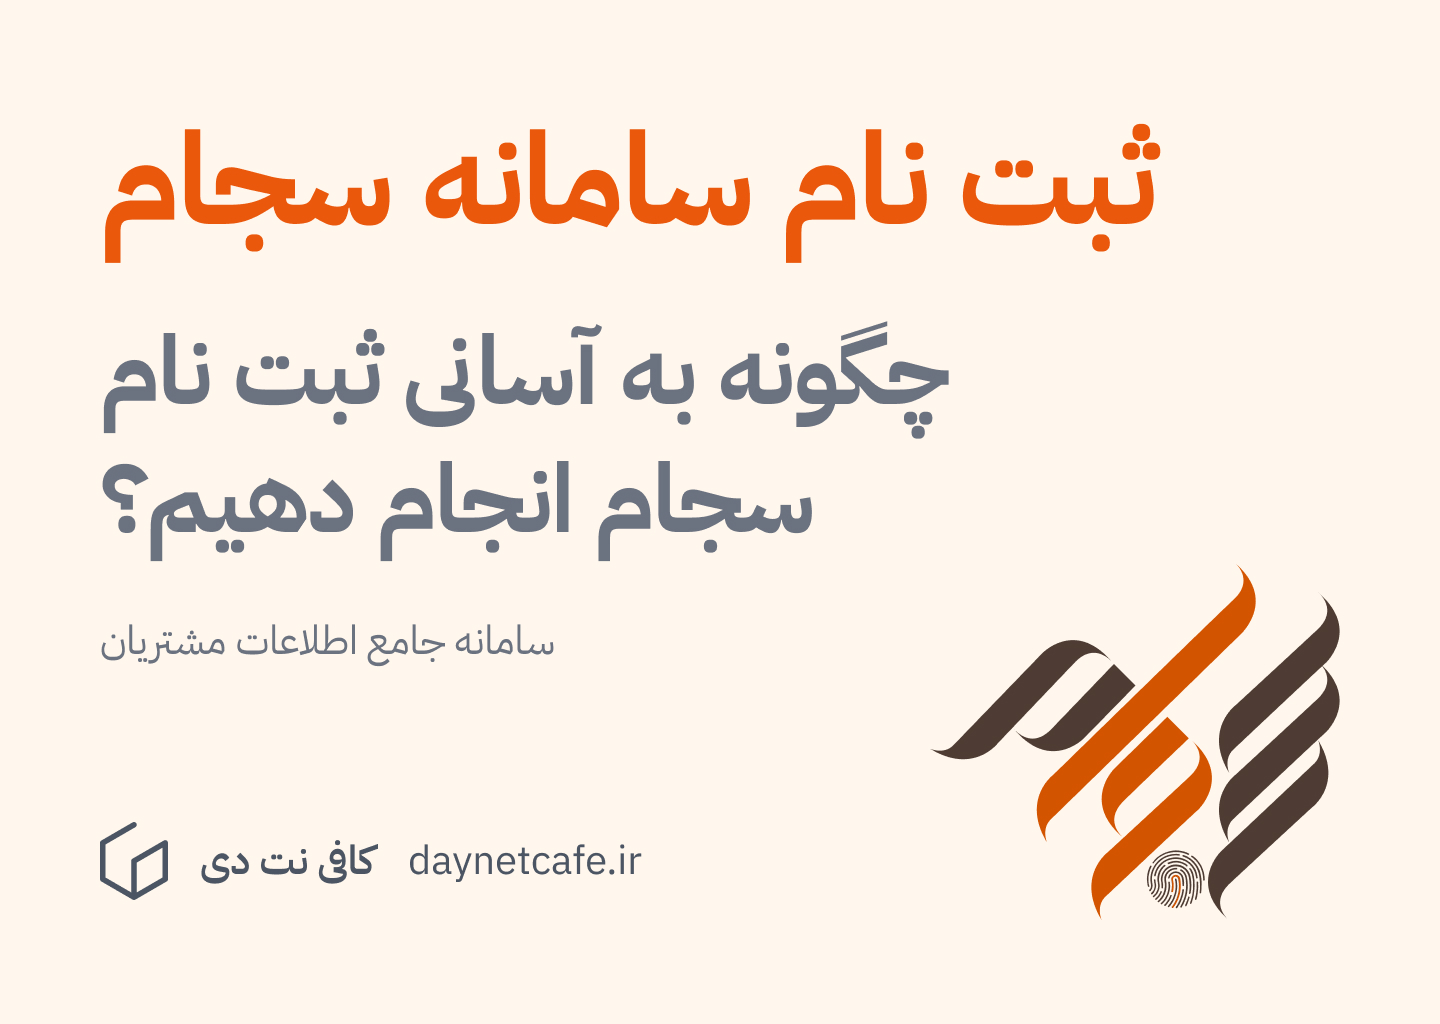 ثبت نام سامانه سجام
چگونه به آسانی ثبت نام
سجام انجام دهیم؟
سامانه جامع اطلاعات مشتریان
کافی نت دی daynetcafe.ir
سجام